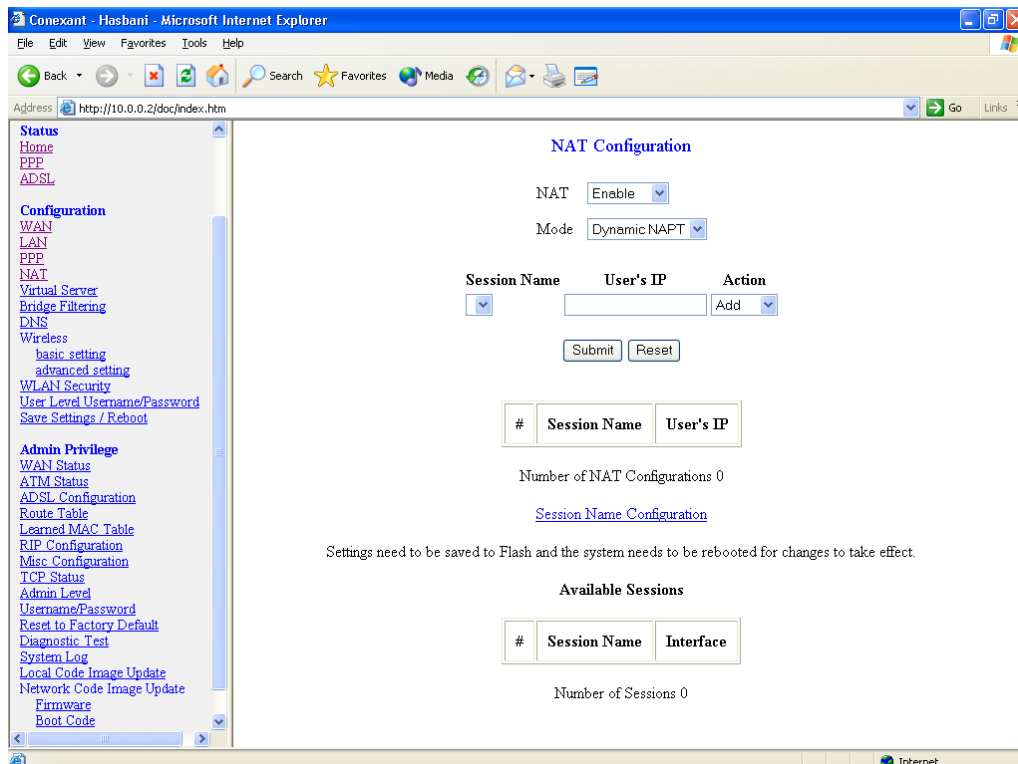 Conexant - Hasbani - Microsoft Internet Explorer
File Edit View Favorites Tools Help
Back Search Favorites Media
Address http://10.0.0.2/doc/index.htm Go Links
Status
Home
PPP
ADSL
Configuration
WAN
LAN
PPP
NAT
Virtual Server
Bridge Filtering
DNS
Wireless
basic setting
advanced setting
WLAN Security
User Level Username/Password
Save Settings / Reboot
Admin Privilege
WAN Status
ATM Status
ADSL Configuration
Route Table
Learned MAC Table
RIP Configuration
Misc Configuration
TCP Status
Admin Level
Username/Password
Reset to Factory Default
Diagnostic Test
System Log
Local Code Image Update
Network Code Image Update
Firmware
Boot Code
NAT Configuration
NAT Enable
Mode Dynamic NAPT
Session Name User's IP Action
Add
Submit Reset
# Session Name User's IP
Number of NAT Configurations 0
Session Name Configuration
Settings need to be saved to Flash and the system needs to be rebooted for changes to take effect.
Available Sessions
# Session Name Interface
Number of Sessions 0
Internet